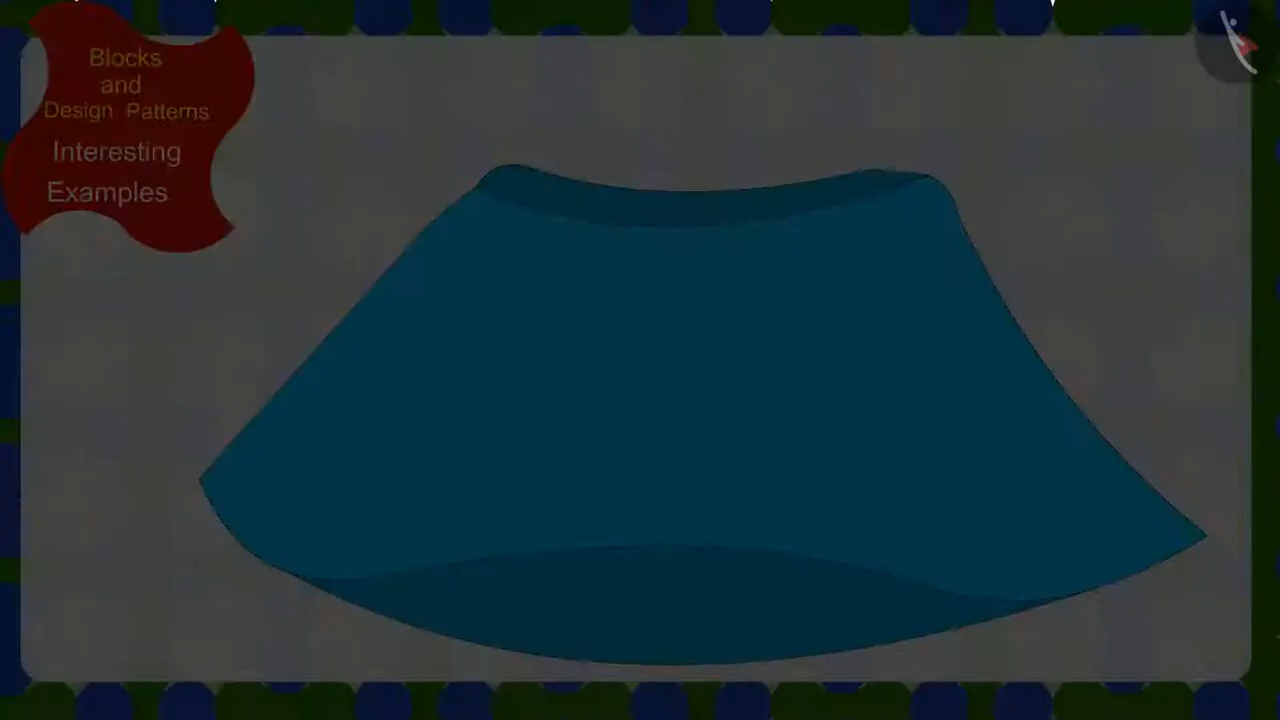 Blocks
and
Design Patterns
Interesting
Examples